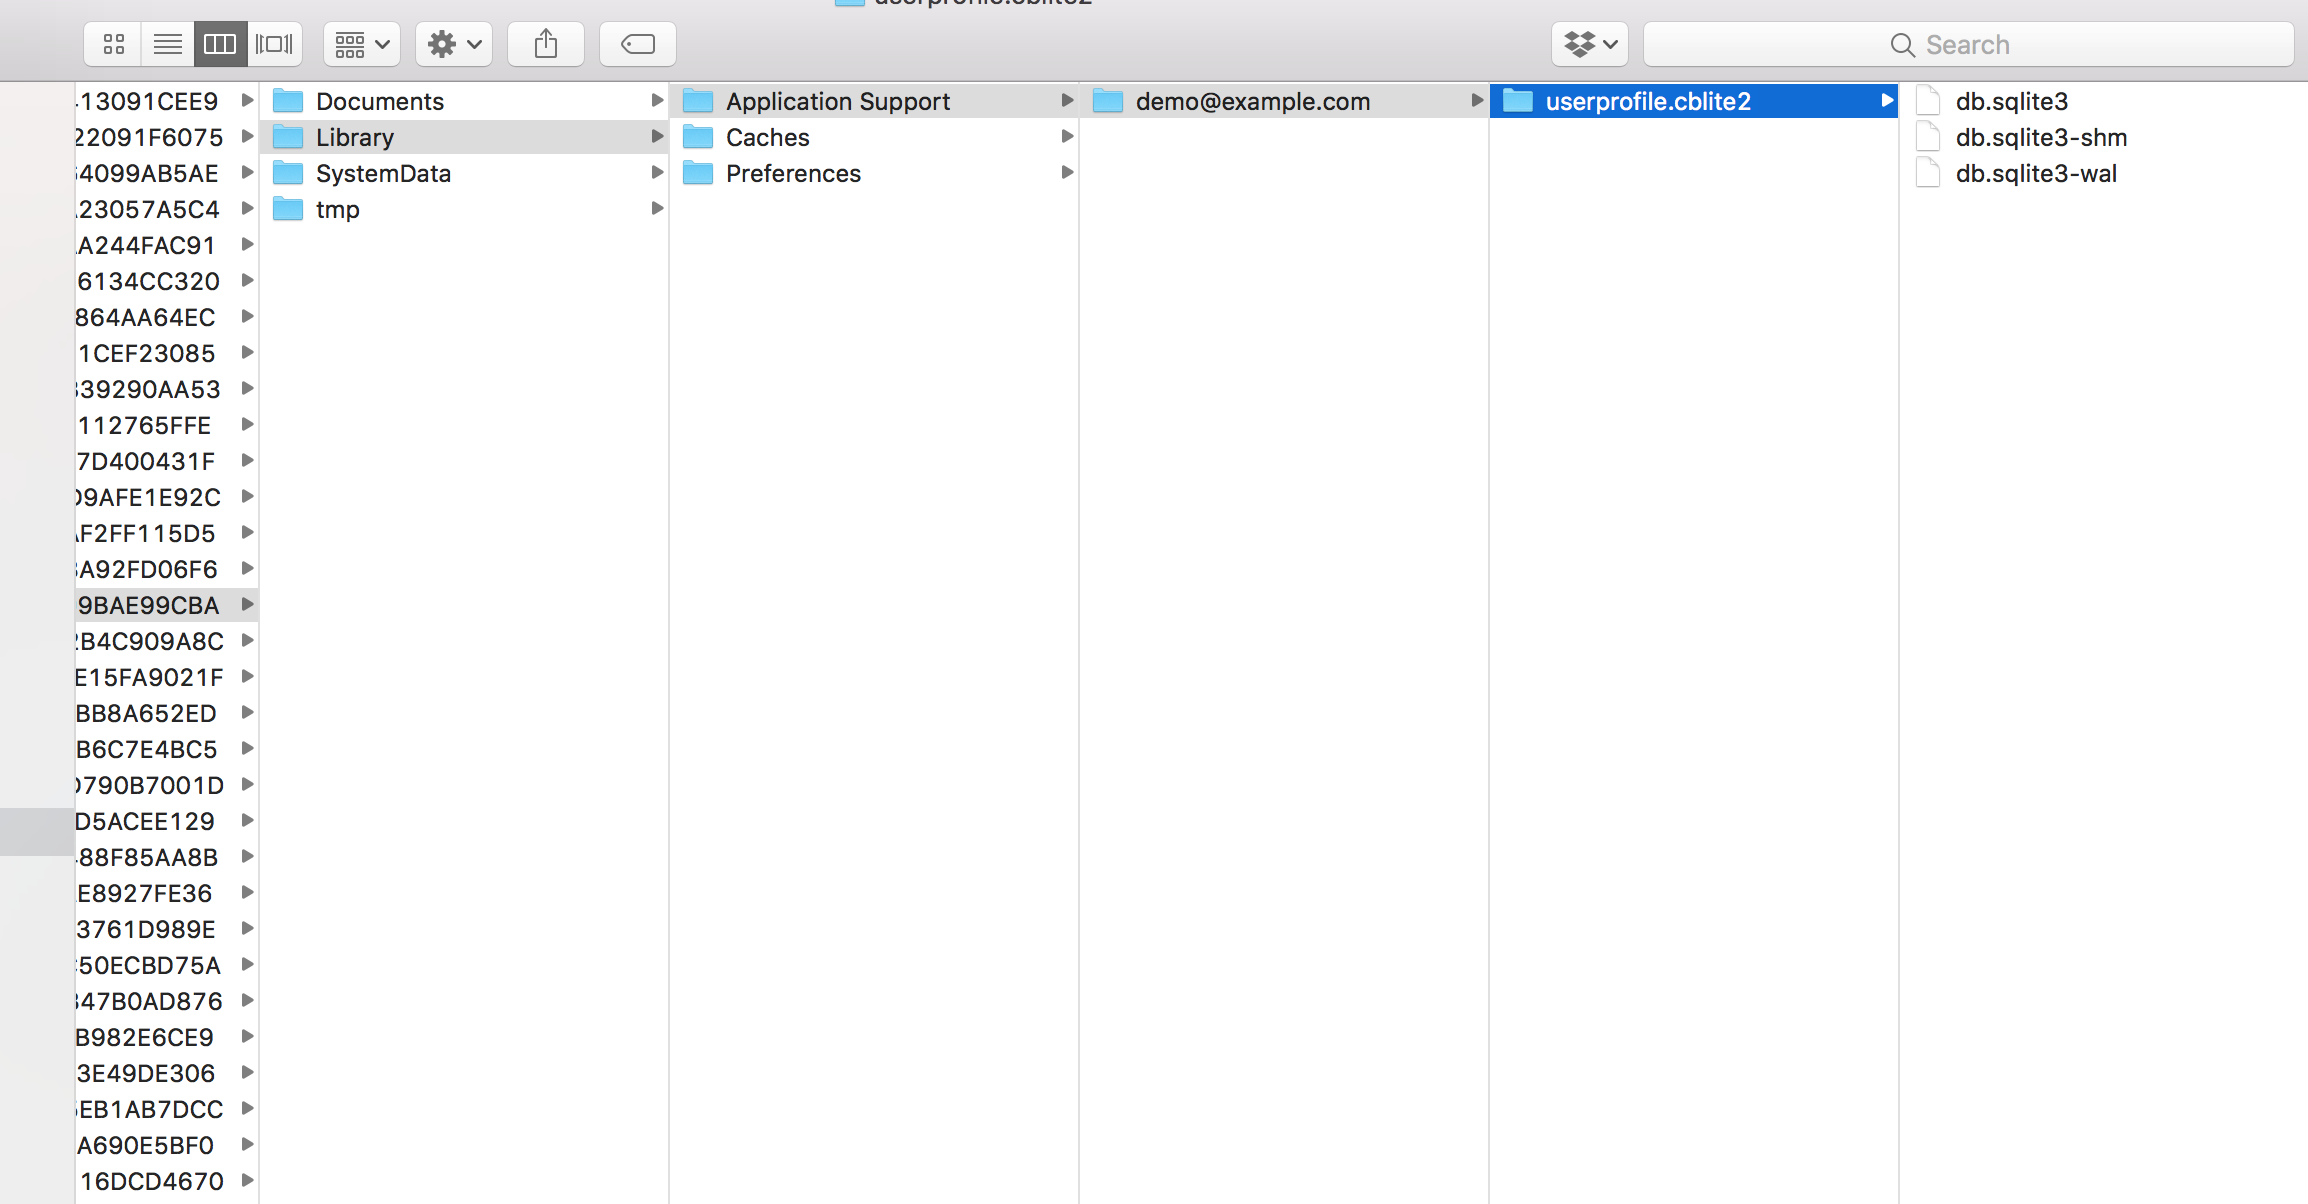 userprofile.cblite2
Search
13091CEE9
22091F6075
4099AB5AE
23057A5C4
A244FAC91
6134CC320
864AA64EC
1CEF23085
39290AA53
112765FFE
7D400431F
9AFE1E92C
F2FF115D5
A92FD06F6
9BAE99CBA
B4C909A8C
E15FA9021F
BB8A652ED
B6C7E4BC5
790B7001D
D5ACEE129
88F85AA8B
E8927FE36
3761D989E
50ECBD75A
47B0AD876
B982E6CE9
3E49DE306
EB1AB7DCC
A690E5BF0
16DCD4670
Documents
Library
SystemData
tmp
Application Support
Caches
Preferences
demo@example.com
userprofile.cblite2
db.sqlite3
db.sqlite3-shm
db.sqlite3-wal